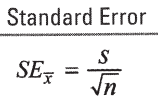 Standard Error
SE_x̅ = s/√n